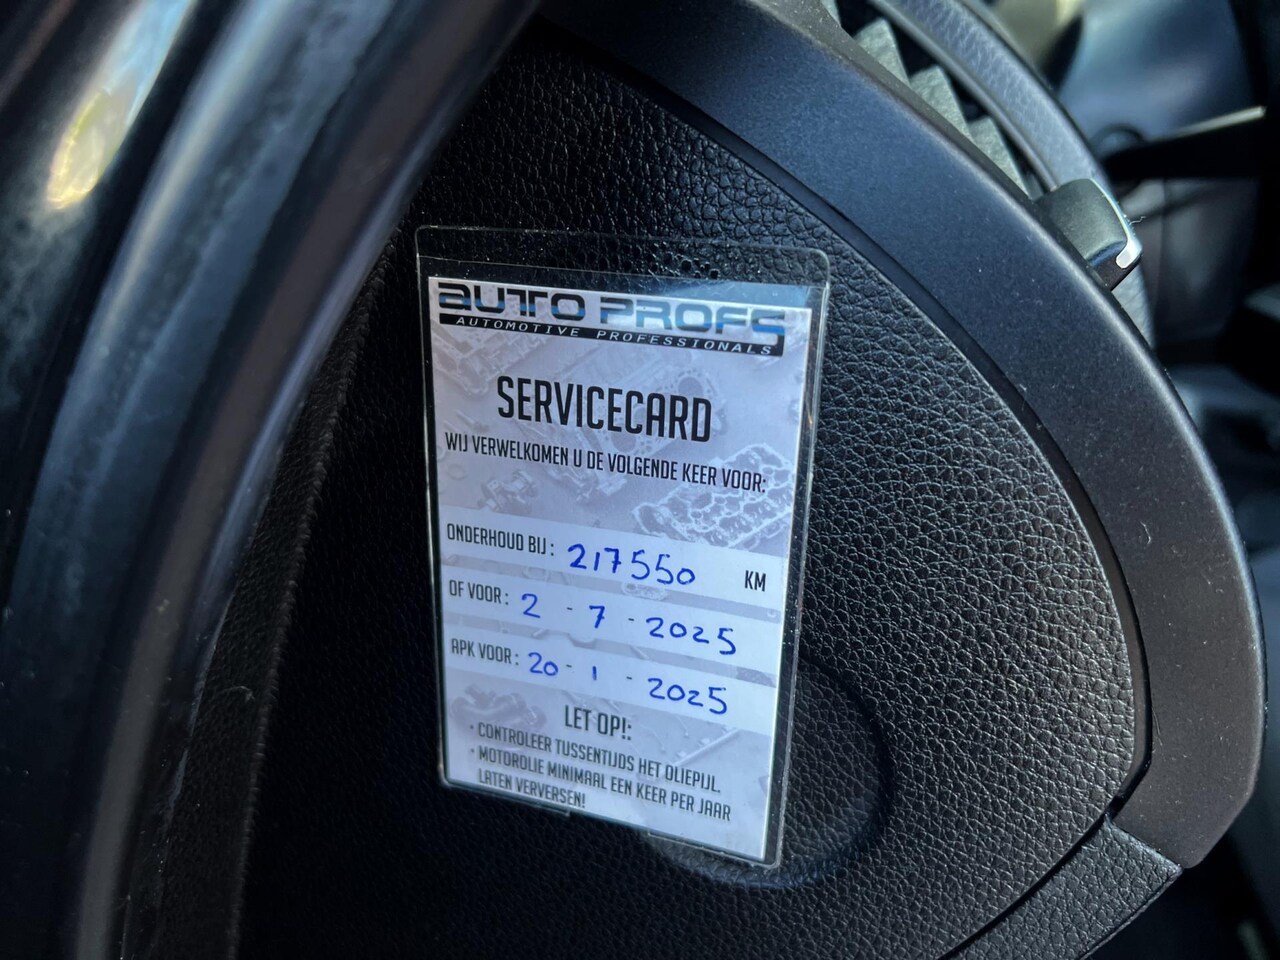 AUTO PROFS
AUTOMOTIVE PROFESSIONALS
SERVICECARD
WIJ VERWELKOMEN U DE VOLGENDE KEER VOOR:
ONDERHOUD BIJ: 217550 KM
OF VOOR: 2 - 7 - 2025
APK VOOR: 20 - 1 - 2025
LET OP!:
• CONTROLEER TUSSENTIJDS HET OLIEPIJL.
• MOTOROLIE MINIMAAL EEN KEER PER JAAR
LATEN VERVERSEN!